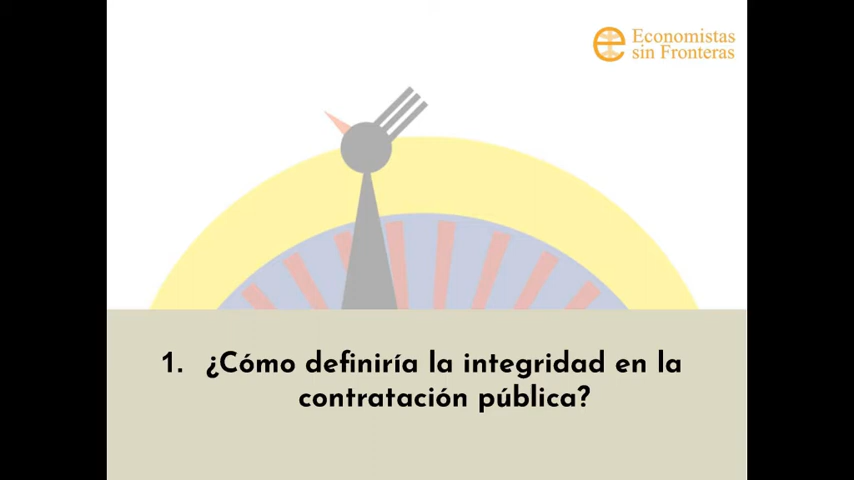 Economistas
sin Fronteras
1. ¿Cómo definiría la integridad en la
contratación pública?